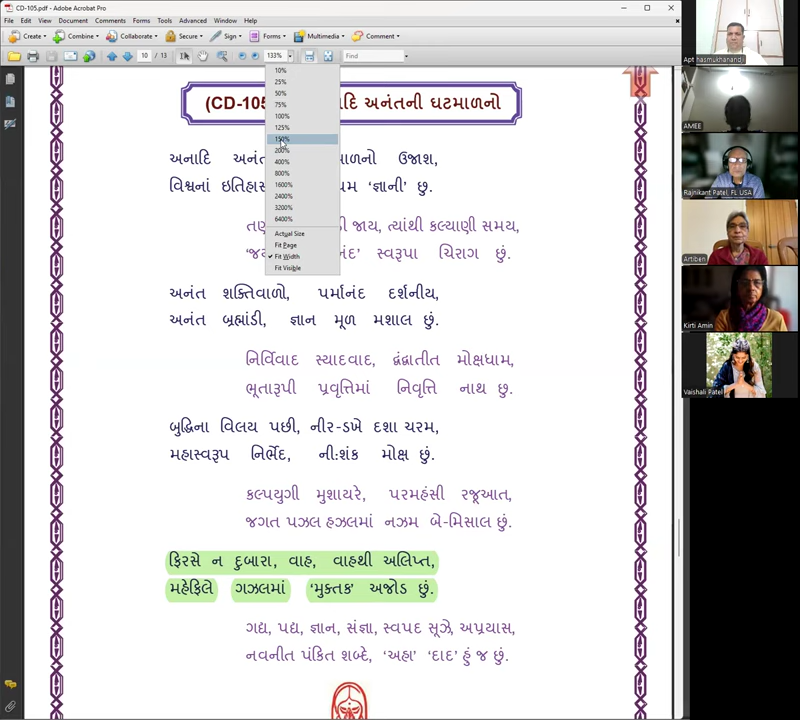 CD-105.pdf - Adobe Acrobat Pro
File Edit View Document Comments Forms Tools Advanced Window Help
Create Combine Collaborate Secure Sign Forms Multimedia Comment
10 / 13 133% Find
10%
25%
50%
75%
100%
125%
150%
200%
400%
800%
1600%
2400%
3200%
6400%
Actual Size
Fit Page
Fit Width
Fit Visible
(CD-105 અનંતની ઘટમાળનો
અનાદિ અનંત ઉજાશ,
વિશ્વનાં 'જ્ઞાની' છુ.
જાય, ત્યાંથી કલ્યાણી સમય,
સ્વરૂપા ચિરાગ છું.
અનંત શક્તિવાળો, પર્માનંદ દર્શનીય,
અનંત બ્રહ્માંડી, જ્ઞાન મૂળ મશાલ છું.
નિર્વિવાદ સ્યાદવાદ, દ્વંદ્વાતીત મોક્ષધામ,
ભૂતારૂપી પ્રવૃત્તિમાં નિવૃત્તિ નાથ છુ.
બુદ્ધિના વિલય પછી, નીર-ડખે દશા ચરમ,
મહાસ્વરૂપ નિર્ભેદ, ની:શંક મોક્ષ છું.
કલ્પયુગી મુશાયરે, પરમહંસી રજૂઆત,
જગત પઝલ હઝલમાં નઝમ બે-મિસાલ છું.
ફિરસે ન દુબારા, વાહ, વાહથી અલિપ્ત,
મહેફિલે ગઝલમાં 'મુક્તક' અજોડ છું.
ગદ્ય, પદ્ય, જ્ઞાન, સંજ્ઞા, સ્વપદ સૂઝે, અપ્રયાસ,
નવનીત પંકિત શબ્દે, 'અહા' 'દાદ' હું જ છું.
Apt hasmukhanand
AMEE
Rajnikant Patel, FL USA
Artiben
Kirti Amin
Vaishali Patel